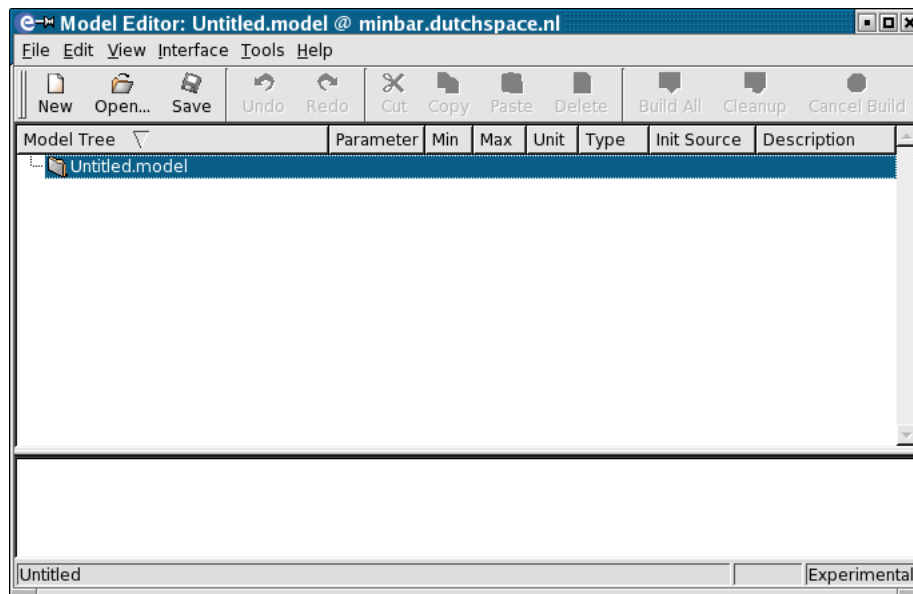 Model Editor: Untitled.model @ minbar.dutchspace.nl
File Edit View Interface Tools Help
New Open... Save Undo Redo Cut Copy Paste Delete Build All Cleanup Cancel Build
Model Tree Parameter Min Max Unit Type Init Source Description
Untitled.model
Untitled Experimental